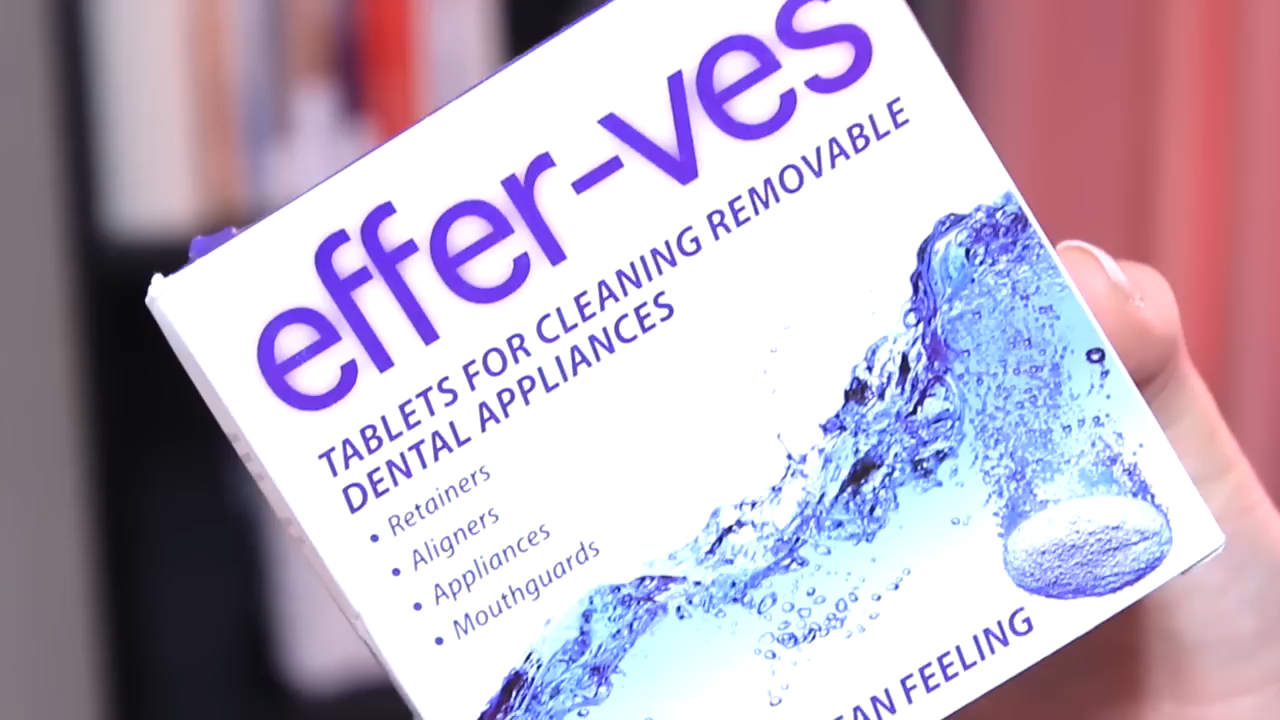 effer-ves
TABLETS FOR CLEANING REMOVABLE
DENTAL APPLIANCES
• Retainers
• Aligners
• Appliances
• Mouthguards
FEELING